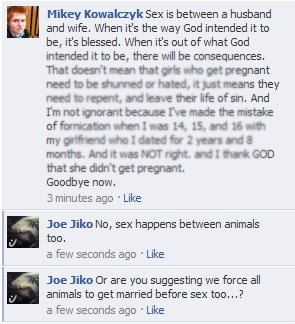 Mikey Kowalczyk Sex is between a husband
and wife. When it's the way God intended it to
be, it's blessed. When it's out of what God
intended it to be, there will be consequences.
That doesn't mean that girls who get pregnant
need to be shunned or hated, it just means they
need to repent, and leave their life of sin. And
I'm not ignorant because I've made the mistake
of fornication when I was 14, 15, and 16 with
my girlfriend who I dated for 2 years and 8
months. And it was NOT right. and I thank GOD
that she didn't get pregnant.
Goodbye now.
3 minutes ago · Like
Joe Jiko No, sex happens between animals
too.
a few seconds ago · Like
Joe Jiko Or are you suggesting we force all
animals to get married before sex too...?
a few seconds ago · Like